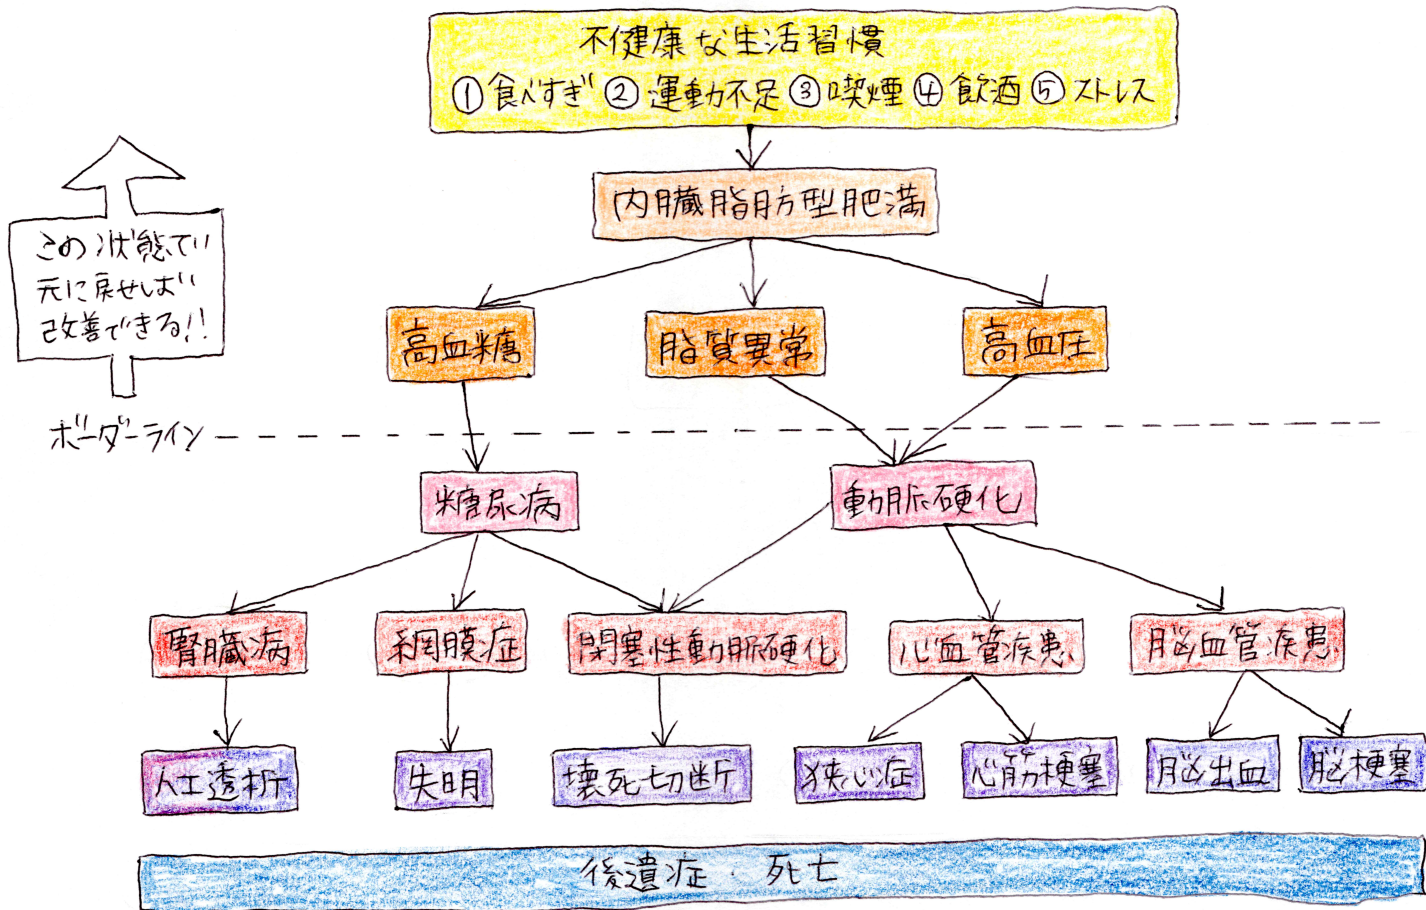 不健康な生活習慣
①食べすぎ ②運動不足 ③喫煙 ④飲酒 ⑤ストレス
内臓脂肪型肥満
この状態で
元に戻せば
改善できる!!
高血糖
脂質異常
高血圧
ボーダーライン
糖尿病
動脈硬化
腎臓病
網膜症
閉塞性動脈硬化
心血管疾患
脳血管疾患
人工透析
失明
壊死切断
狭心症
心筋梗塞
脳出血
脳梗塞
後遺症・死亡